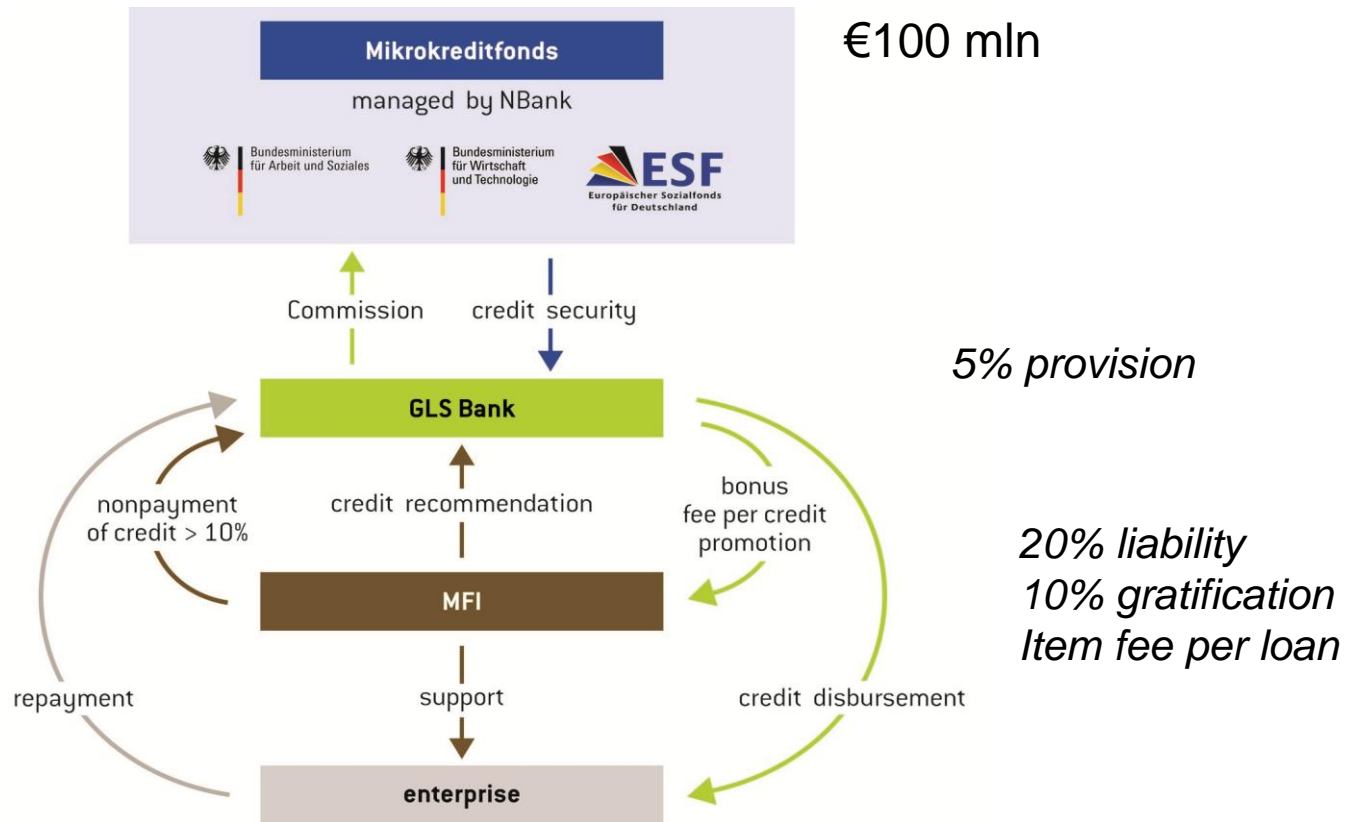 Mikrokreditfonds
€100 mln
managed by NBank
Bundesministerium
für Arbeit und Soziales
Bundesministerium
für Wirtschaft
und Technologie
ESF
Europäischer Sozialfonds
für Deutschland
Commission
credit security
5% provision
GLS Bank
nonpayment
of credit > 10%
credit recommendation
bonus
fee per credit
promotion
20% liability
10% gratification
Item fee per loan
MFI
repayment
support
credit disbursement
enterprise